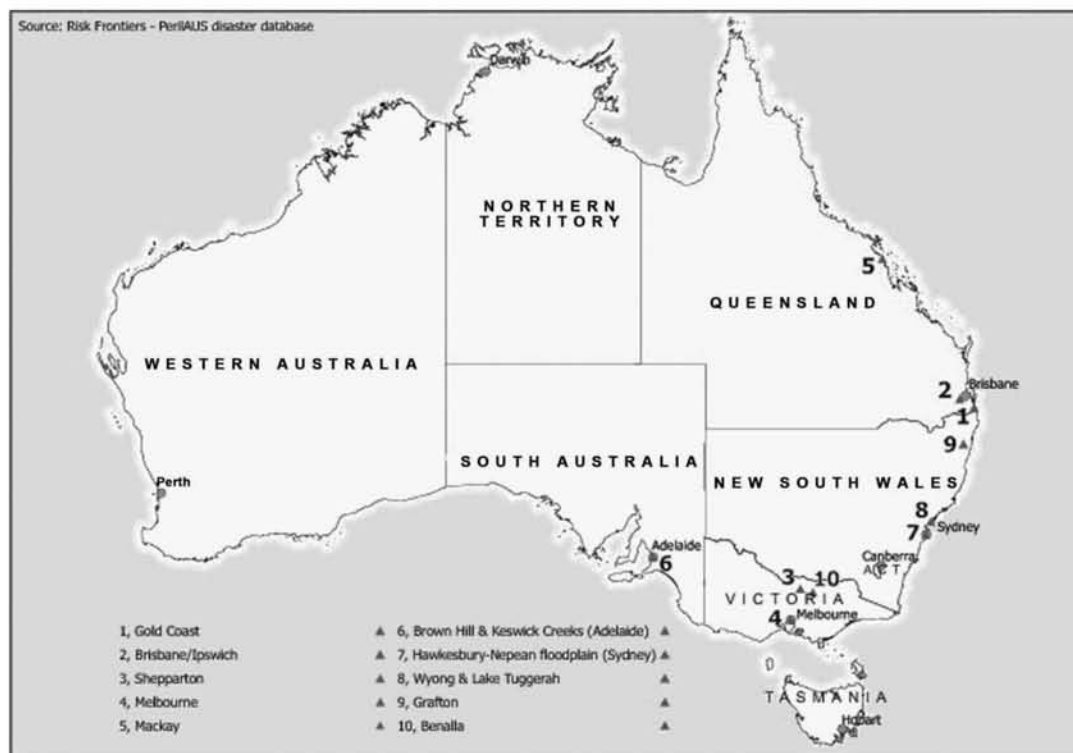 Source: Risk Frontiers - PerilAUS disaster database
Darwin
NORTHERN
TERRITORY
5
QUEENSLAND
WESTERN AUSTRALIA
2 Brisbane
1
9
SOUTH AUSTRALIA
NEW SOUTH WALES
Perth
8
7 Sydney
Adelaide
6
Canberra
ACT
3 10
VICTORIA
4 Melbourne
TASMANIA
Hobart
1, Gold Coast
2, Brisbane/Ipswich
3, Shepparton
4, Melbourne
5, Mackay
6, Brown Hill & Keswick Creeks (Adelaide)
7, Hawkesbury-Nepean floodplain (Sydney)
8, Wyong & Lake Tuggerah
9, Grafton
10, Benalla